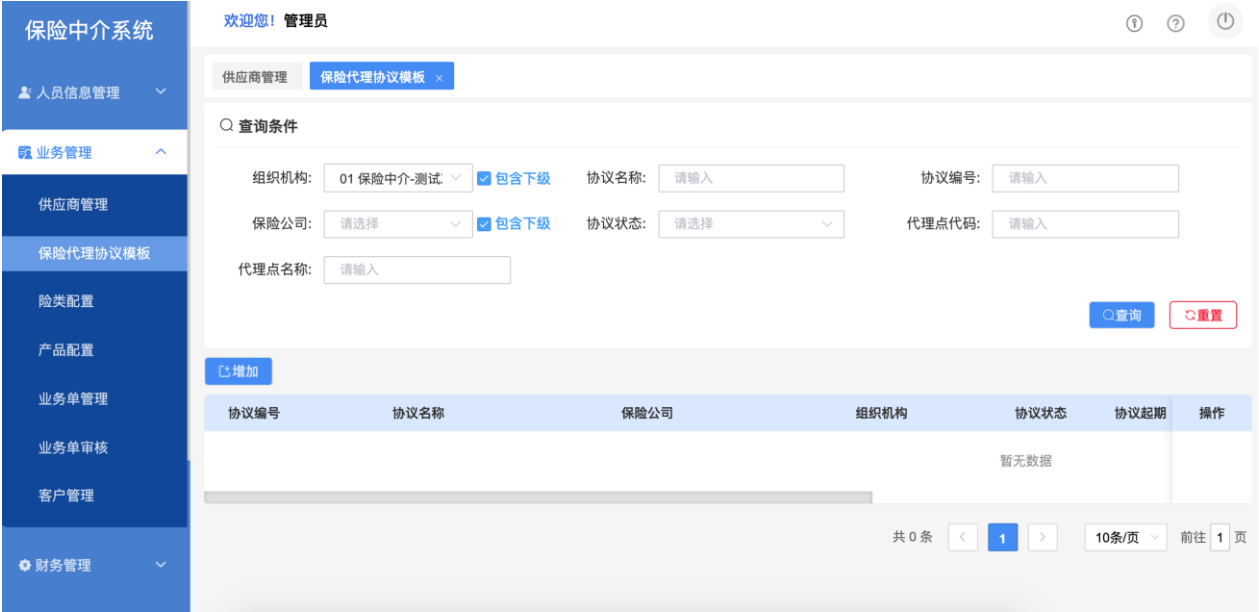 保险中介系统
欢迎您！管理员
人员信息管理
业务管理
供应商管理
保险代理协议模板
险类配置
产品配置
业务单管理
业务单审核
客户管理
财务管理
供应商管理 保险代理协议模板 ×
查询条件
组织机构: 01 保险中介-测试 包含下级 协议名称: 请输入 协议编号: 请输入
保险公司: 请选择 包含下级 协议状态: 请选择 代理点代码: 请输入
代理点名称: 请输入
查询 重置
增加
协议编号 协议名称 保险公司 组织机构 协议状态 协议起期 操作
暂无数据
共 0 条 < 1 > 10条/页 前往 1 页